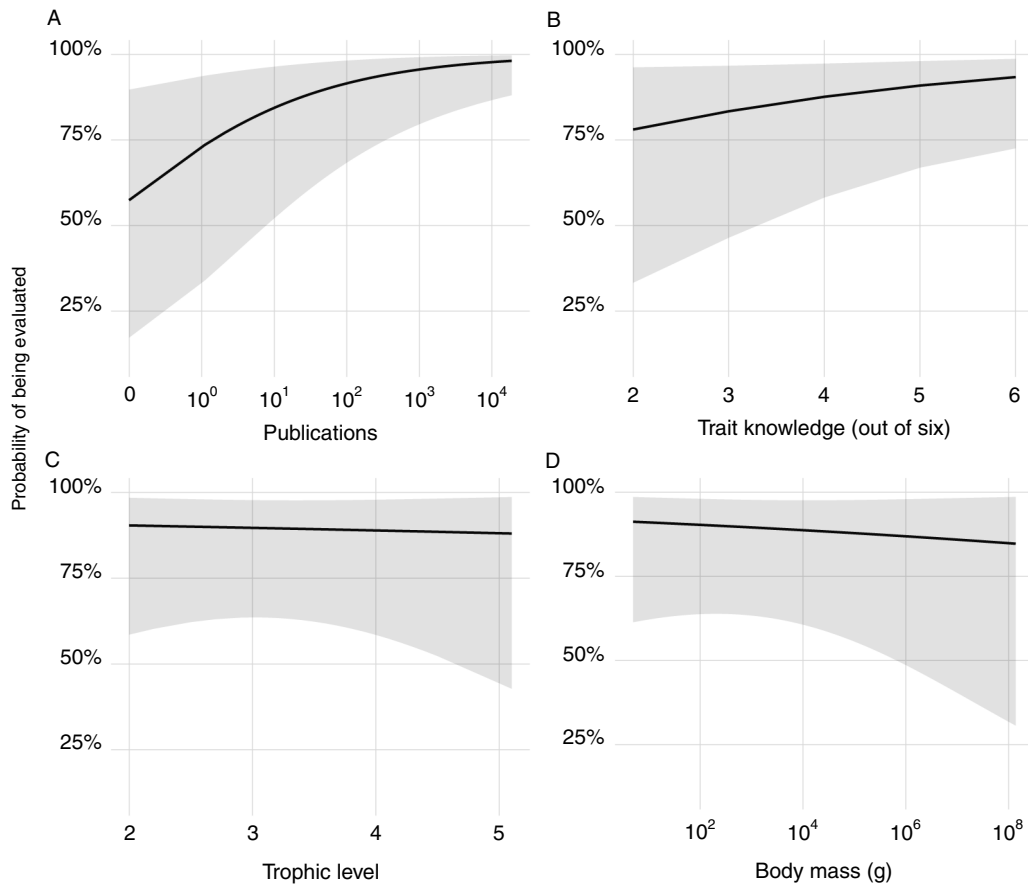 A
100%
75%
50%
25%
0 10⁰ 10¹ 10² 10³ 10⁴
Publications
B
100%
75%
50%
25%
2 3 4 5 6
Trait knowledge (out of six)
Probability of being evaluated
C
100%
75%
50%
25%
2 3 4 5
Trophic level
D
100%
75%
50%
25%
10² 10⁴ 10⁶ 10⁸
Body mass (g)